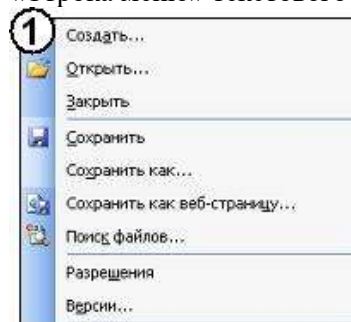 1
Создать...
Открыть...
Закрыть
Сохранить
Сохранить как...
Сохранить как веб-страницу...
Поиск файлов...
Разрешения
Версии...